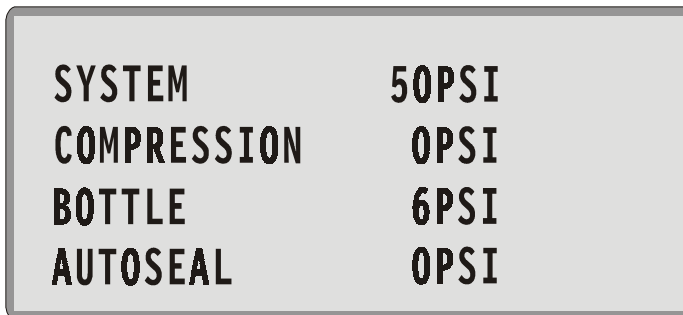 SYSTEM 50PSI
COMPRESSION 0PSI
BOTTLE 6PSI
AUTOSEAL 0PSI